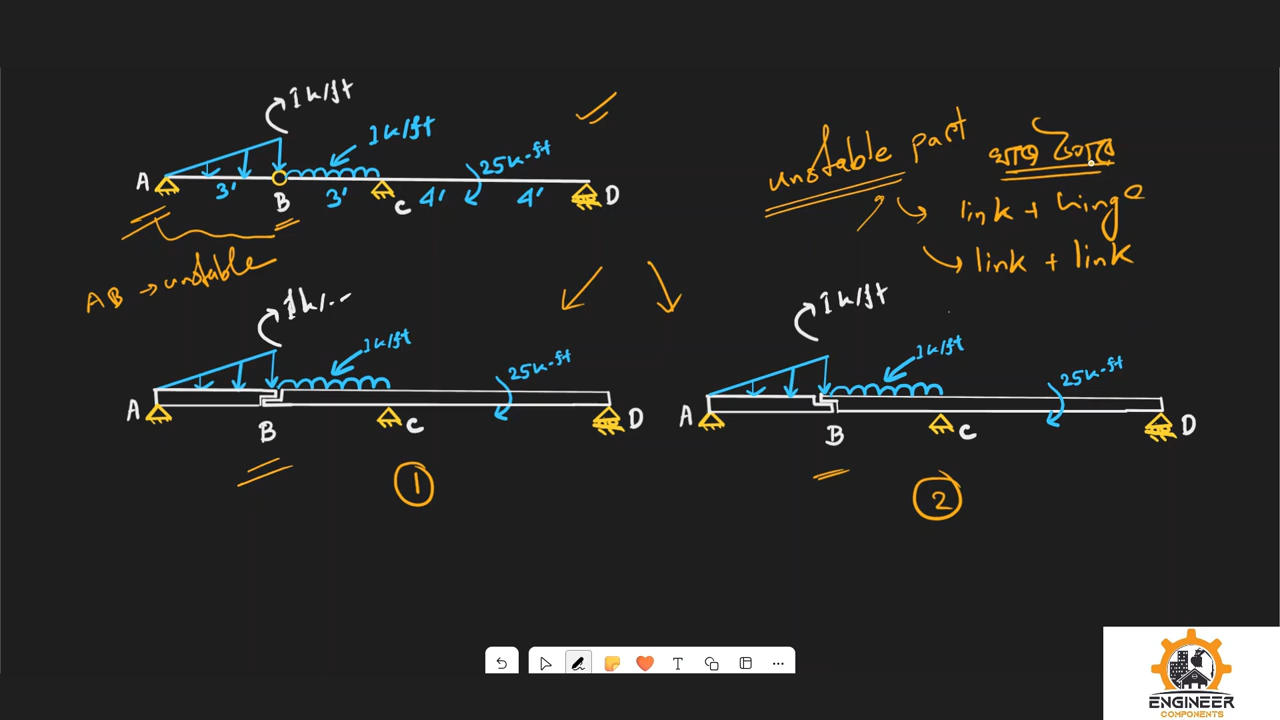 1k/ft
1k/ft
25k-ft
A
3'
B
3'
C
4'
4'
D
AB → unstable
unstable part
link + hinge
link + link
1k/--
1k/ft
25k-ft
A
B
C
D
1
1k/ft
1k/ft
25k-ft
A
B
C
D
2
T
ENGINEER
COMPONENTS